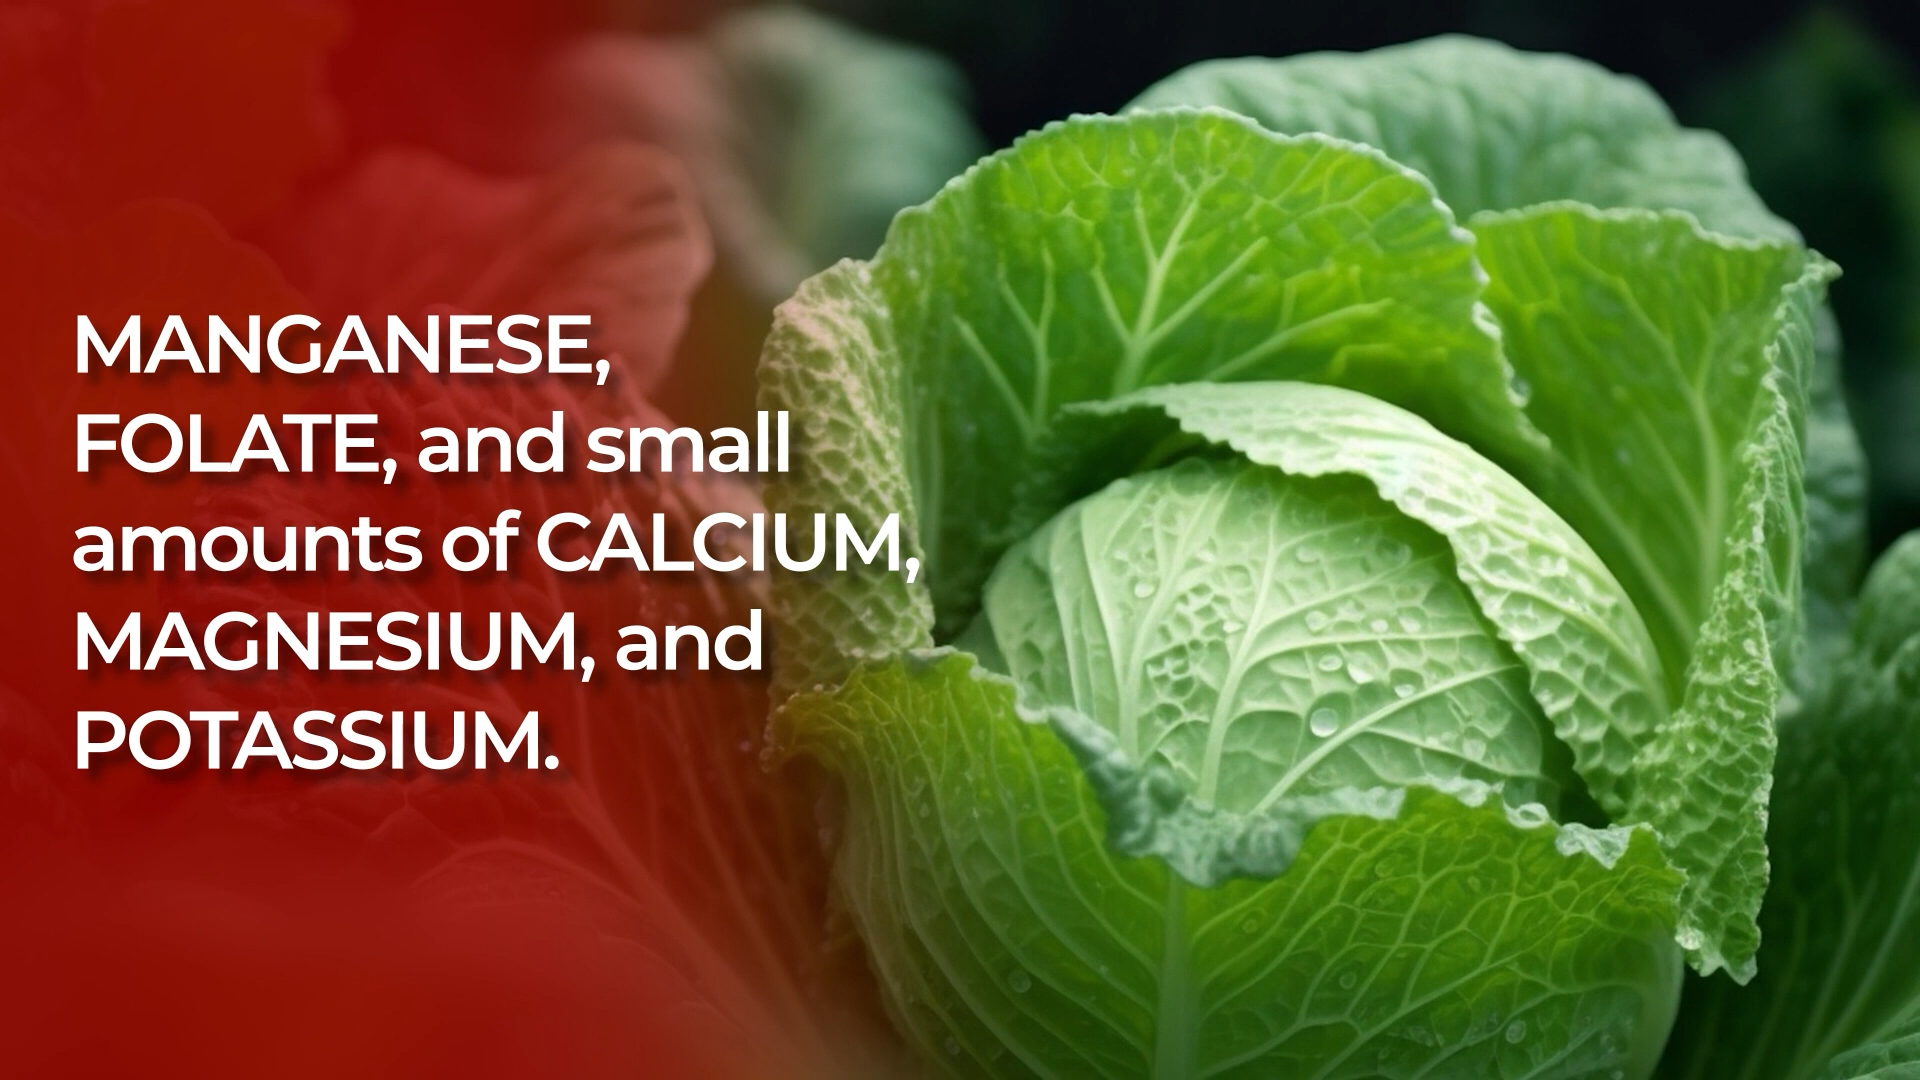 MANGANESE,
FOLATE, and small
amounts of CALCIUM,
MAGNESIUM, and
POTASSIUM.